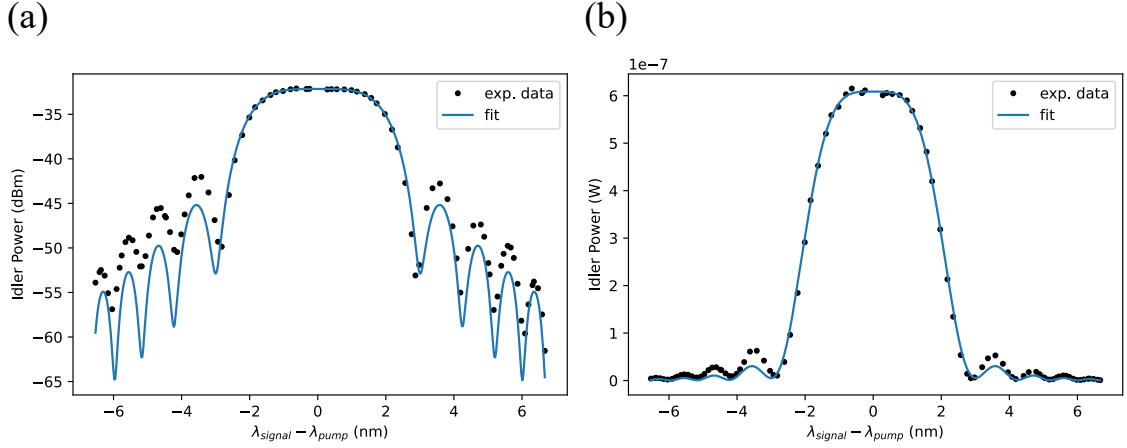 (a)
(b)
Idler Power (dBm)
−35
−40
−45
−50
−55
−60
−65
−6
−4
−2
0
2
4
6
λsignal − λpump (nm)
exp. data
fit
1e-7
Idler Power (W)
6
5
4
3
2
1
0
−6
−4
−2
0
2
4
6
λsignal − λpump (nm)
exp. data
fit